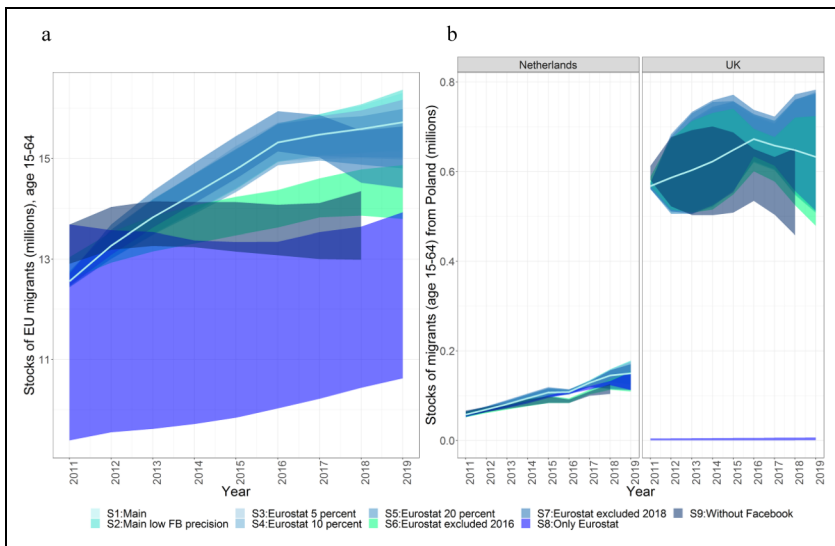 a
b
Netherlands
UK
Stocks of EU migrants (millions), age 15-64
15
13
11
2011
2012
2013
2014
2015
2016
2017
2018
2019
Year
Stocks of migrants (age 15-64) from Poland (millions)
0.8
0.6
0.4
0.2
0.0
2011
2012
2013
2014
2015
2016
2017
2018
2019
2011
2012
2013
2014
2015
2016
2017
2018
2019
Year
S1:Main
S3:Eurostat 5 percent
S5:Eurostat 20 percent
S7:Eurostat excluded 2018
S9:Without Facebook
S2:Main low FB precision
S4:Eurostat 10 percent
S6:Eurostat excluded 2016
S8:Only Eurostat